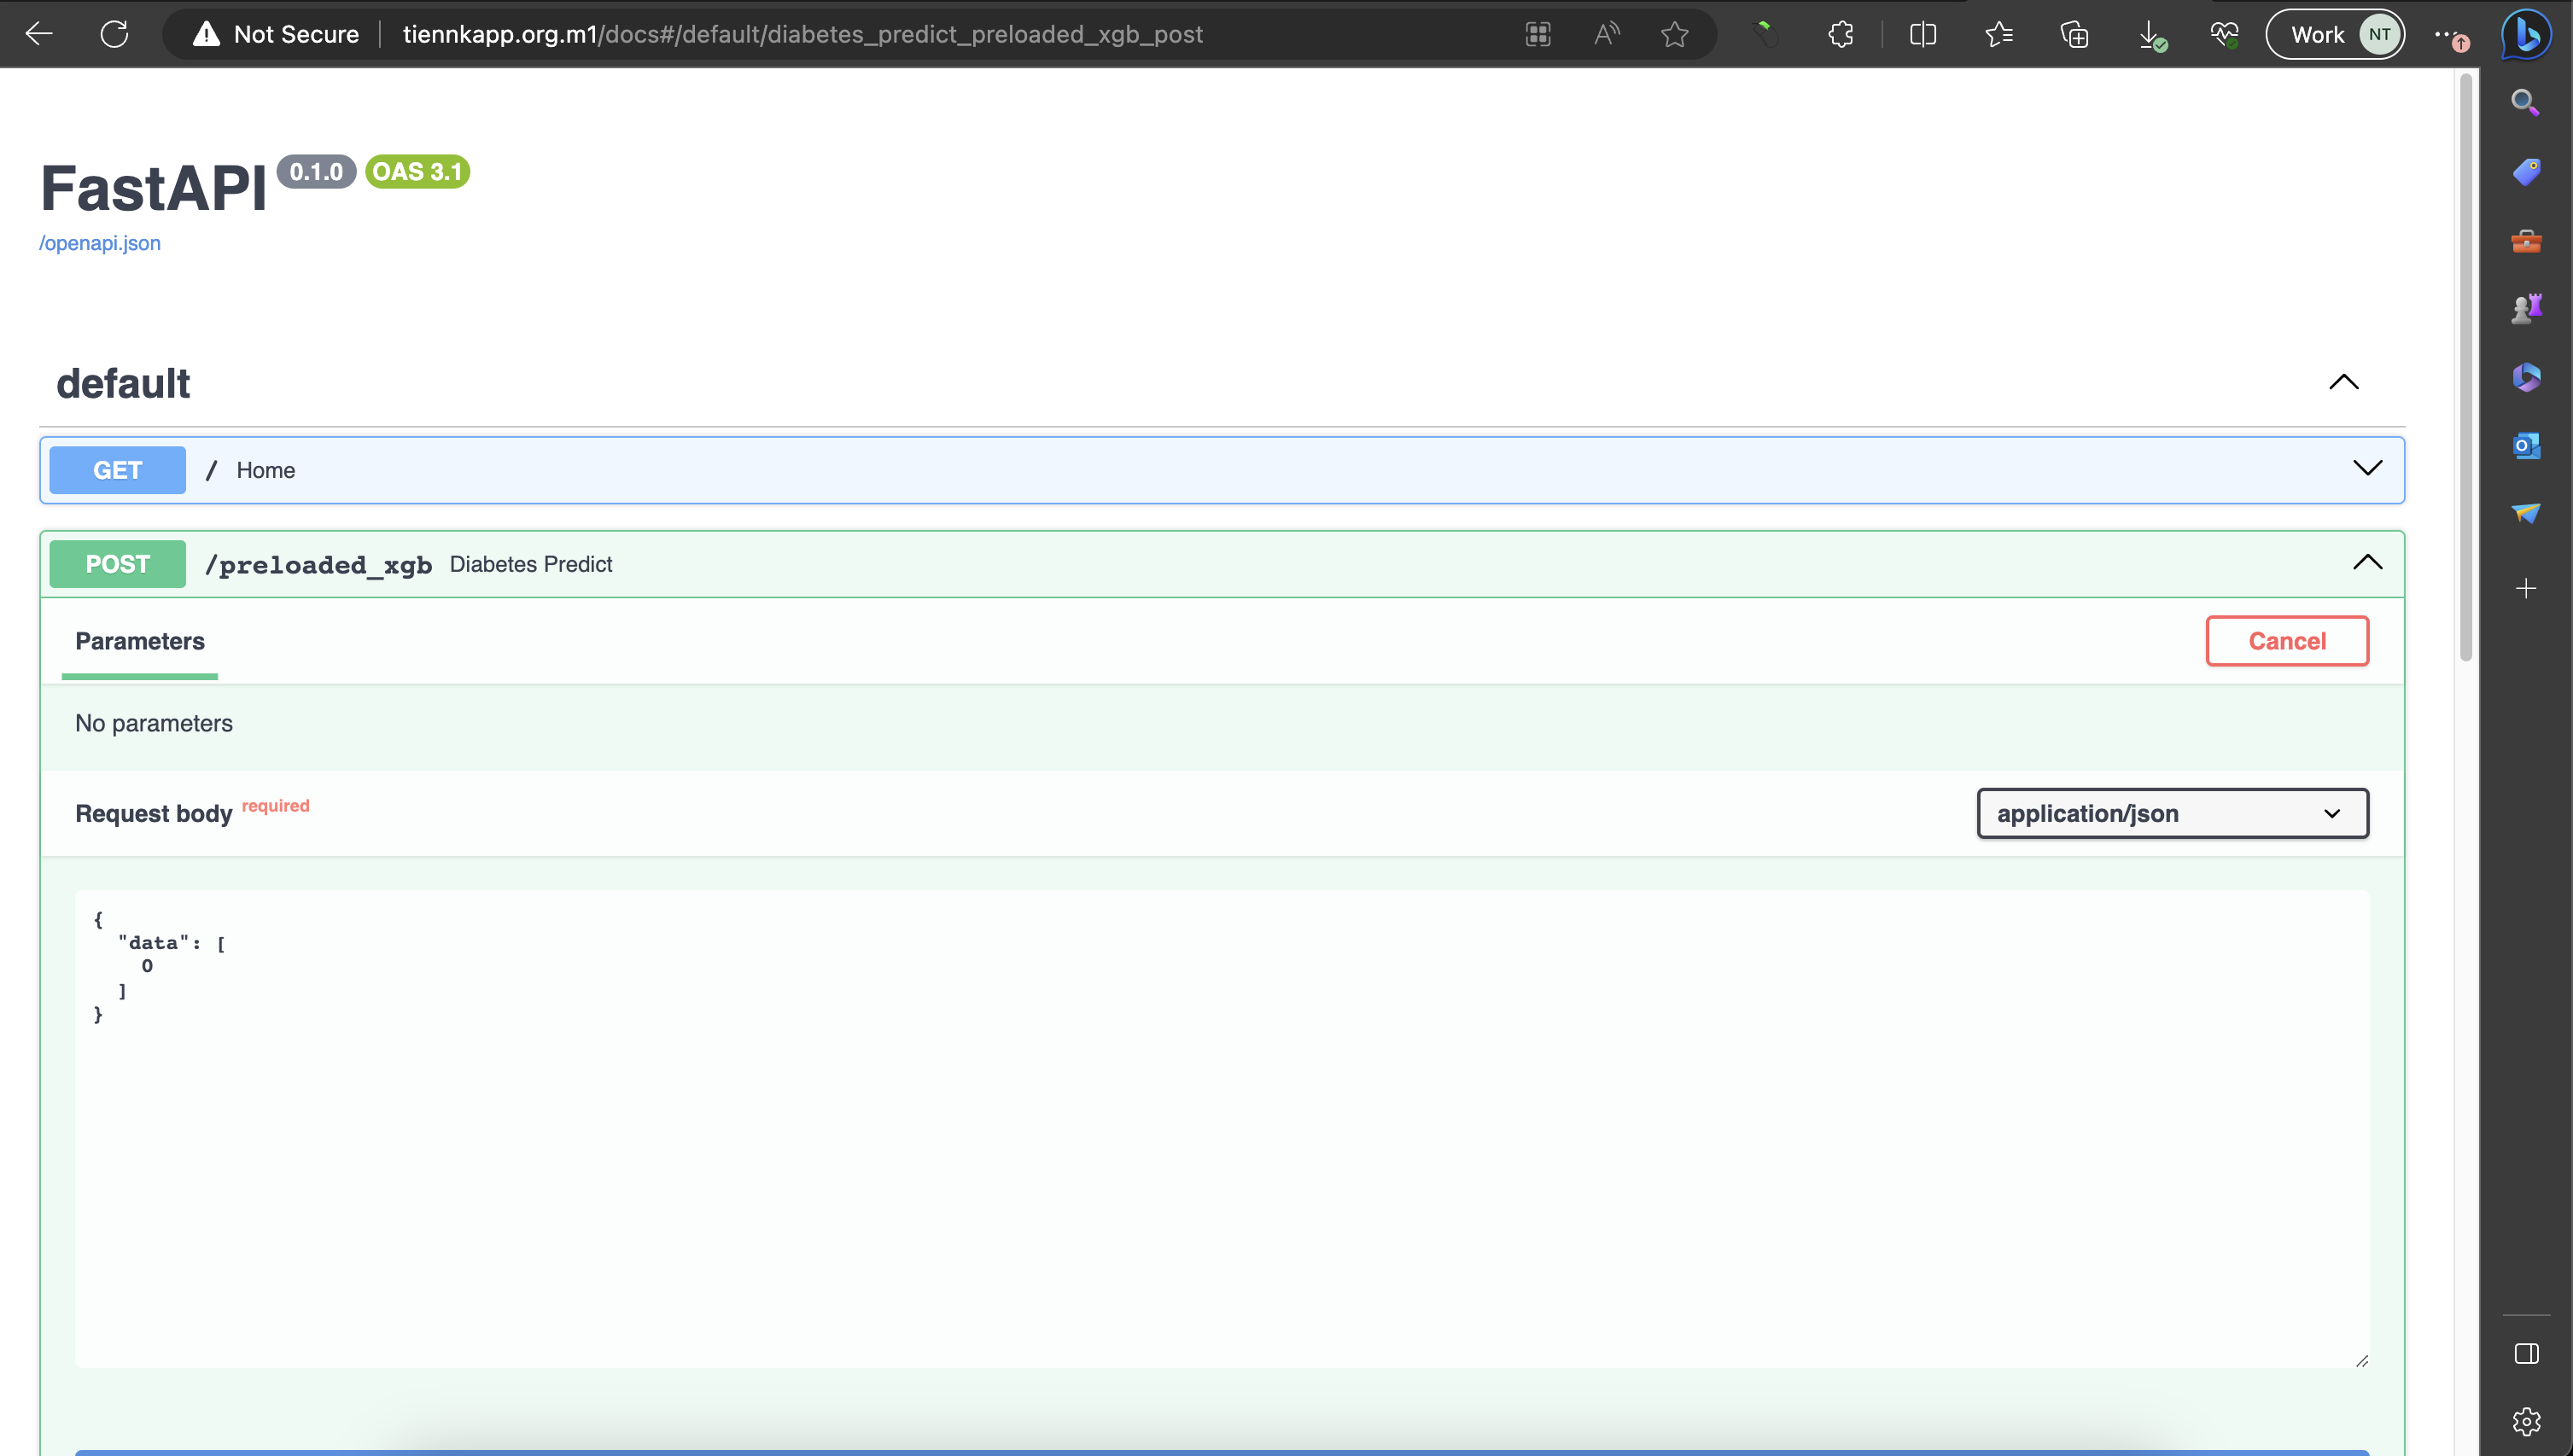 Not Secure tiennkapp.org.m1/docs#/default/diabetes_predict_preloaded_xgb_post Work NT
FastAPI 0.1.0 OAS 3.1
/openapi.json
default
GET / Home
POST /preloaded_xgb Diabetes Predict
Parameters Cancel
No parameters
Request body required application/json
{
"data": [
0
]
}